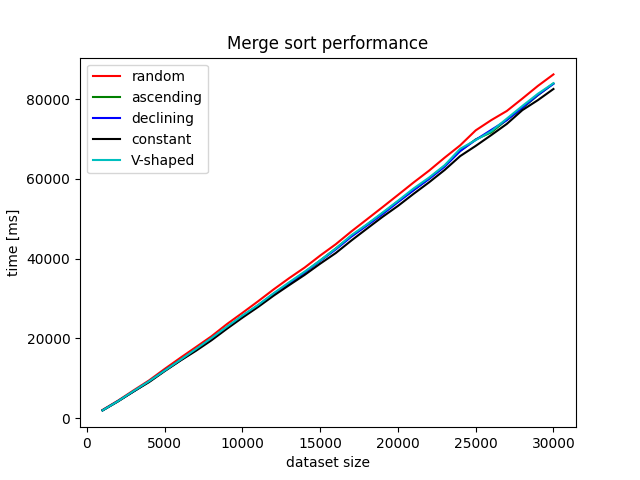 Merge sort performance
random
ascending
declining
constant
V-shaped
time [ms]
80000
60000
40000
20000
0
0 5000 10000 15000 20000 25000 30000
dataset size